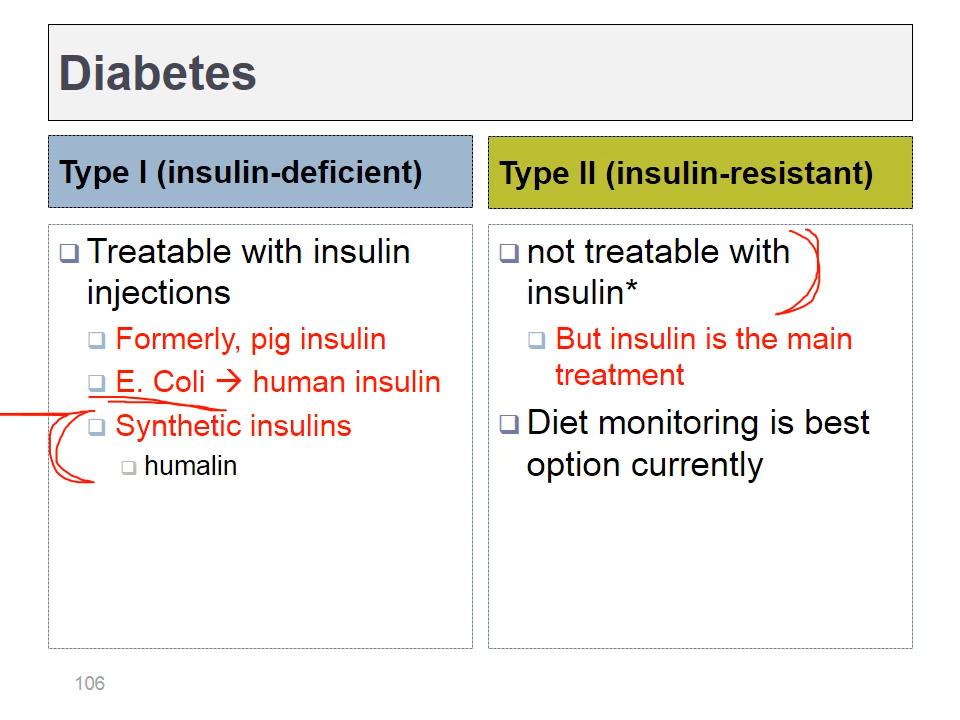 Diabetes
Type I (insulin-deficient)
Treatable with insulin
injections
Formerly, pig insulin
E. Coli → human insulin
Synthetic insulins
humalin
Type II (insulin-resistant)
not treatable with
insulin*
But insulin is the main
treatment
Diet monitoring is best
option currently
106